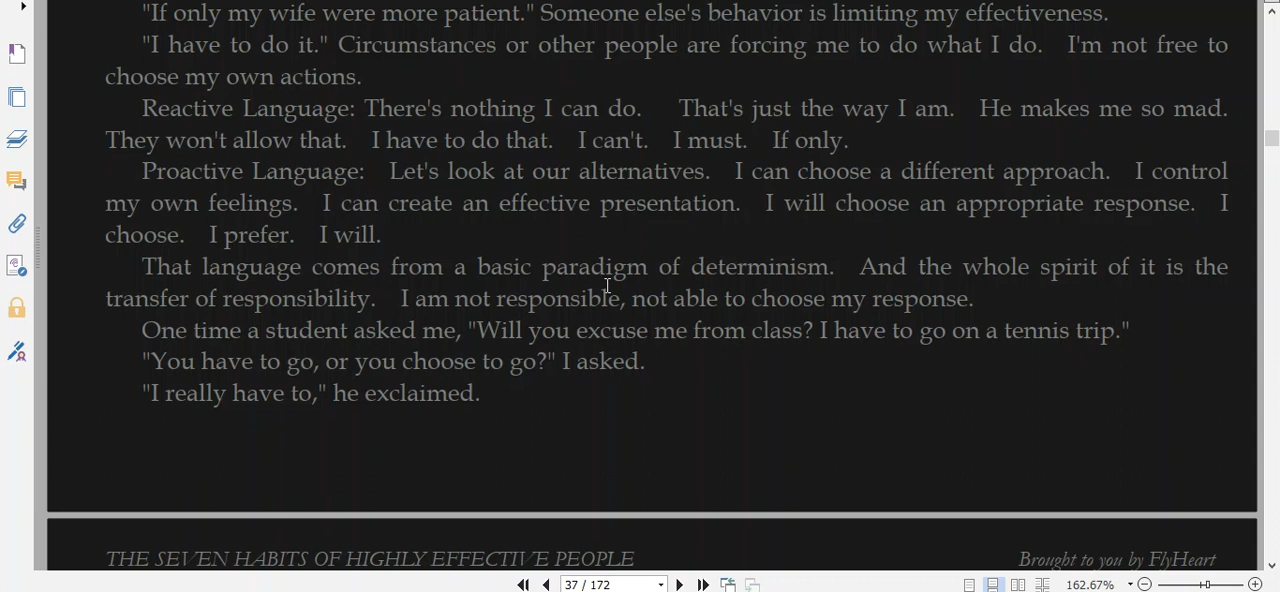 "If only my wife were more patient." Someone else's behavior is limiting my effectiveness.
"I have to do it." Circumstances or other people are forcing me to do what I do. I'm not free to
choose my own actions.
Reactive Language: There's nothing I can do. That's just the way I am. He makes me so mad.
They won't allow that. I have to do that. I can't. I must. If only.
Proactive Language: Let's look at our alternatives. I can choose a different approach. I control
my own feelings. I can create an effective presentation. I will choose an appropriate response. I
choose. I prefer. I will.
That language comes from a basic paradigm of determinism. And the whole spirit of it is the
transfer of responsibility. I am not responsible, not able to choose my response.
One time a student asked me, "Will you excuse me from class? I have to go on a tennis trip."
"You have to go, or you choose to go?" I asked.
"I really have to," he exclaimed.
THE SEVEN HABITS OF HIGHLY EFFECTIVE PEOPLE Brought to you by FlyHeart
37 / 172 162.67%